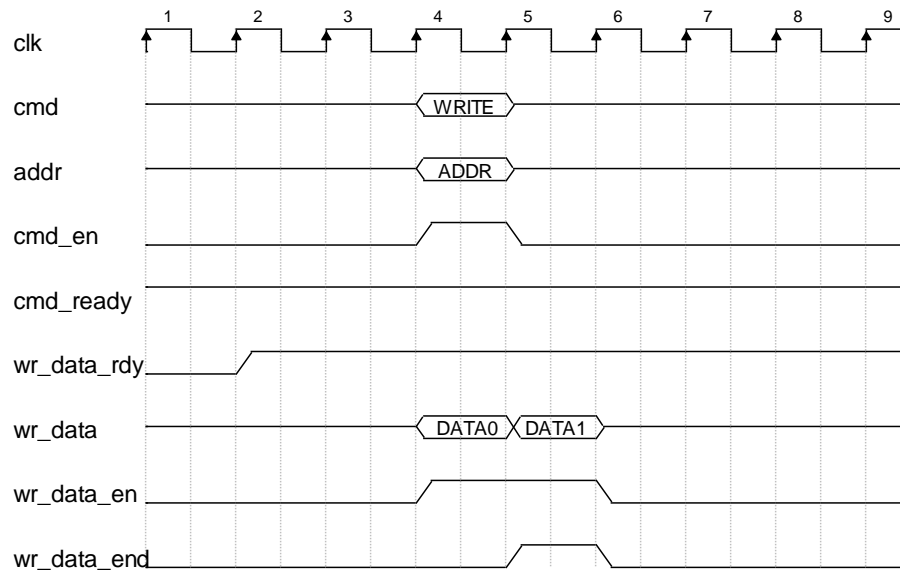 1 2 3 4 5 6 7 8 9
clk
cmd WRITE
addr ADDR
cmd_en
cmd_ready
wr_data_rdy
wr_data DATA0 DATA1
wr_data_en
wr_data_end